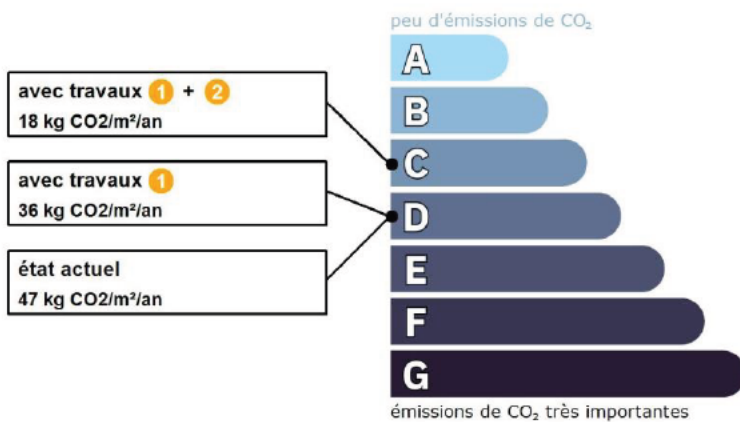 peu d'émissions de CO₂
A
avec travaux 1 + 2
18 kg CO2/m²/an
B
C
avec travaux 1
36 kg CO2/m²/an
D
état actuel
47 kg CO2/m²/an
E
F
G
émissions de CO₂ très importantes